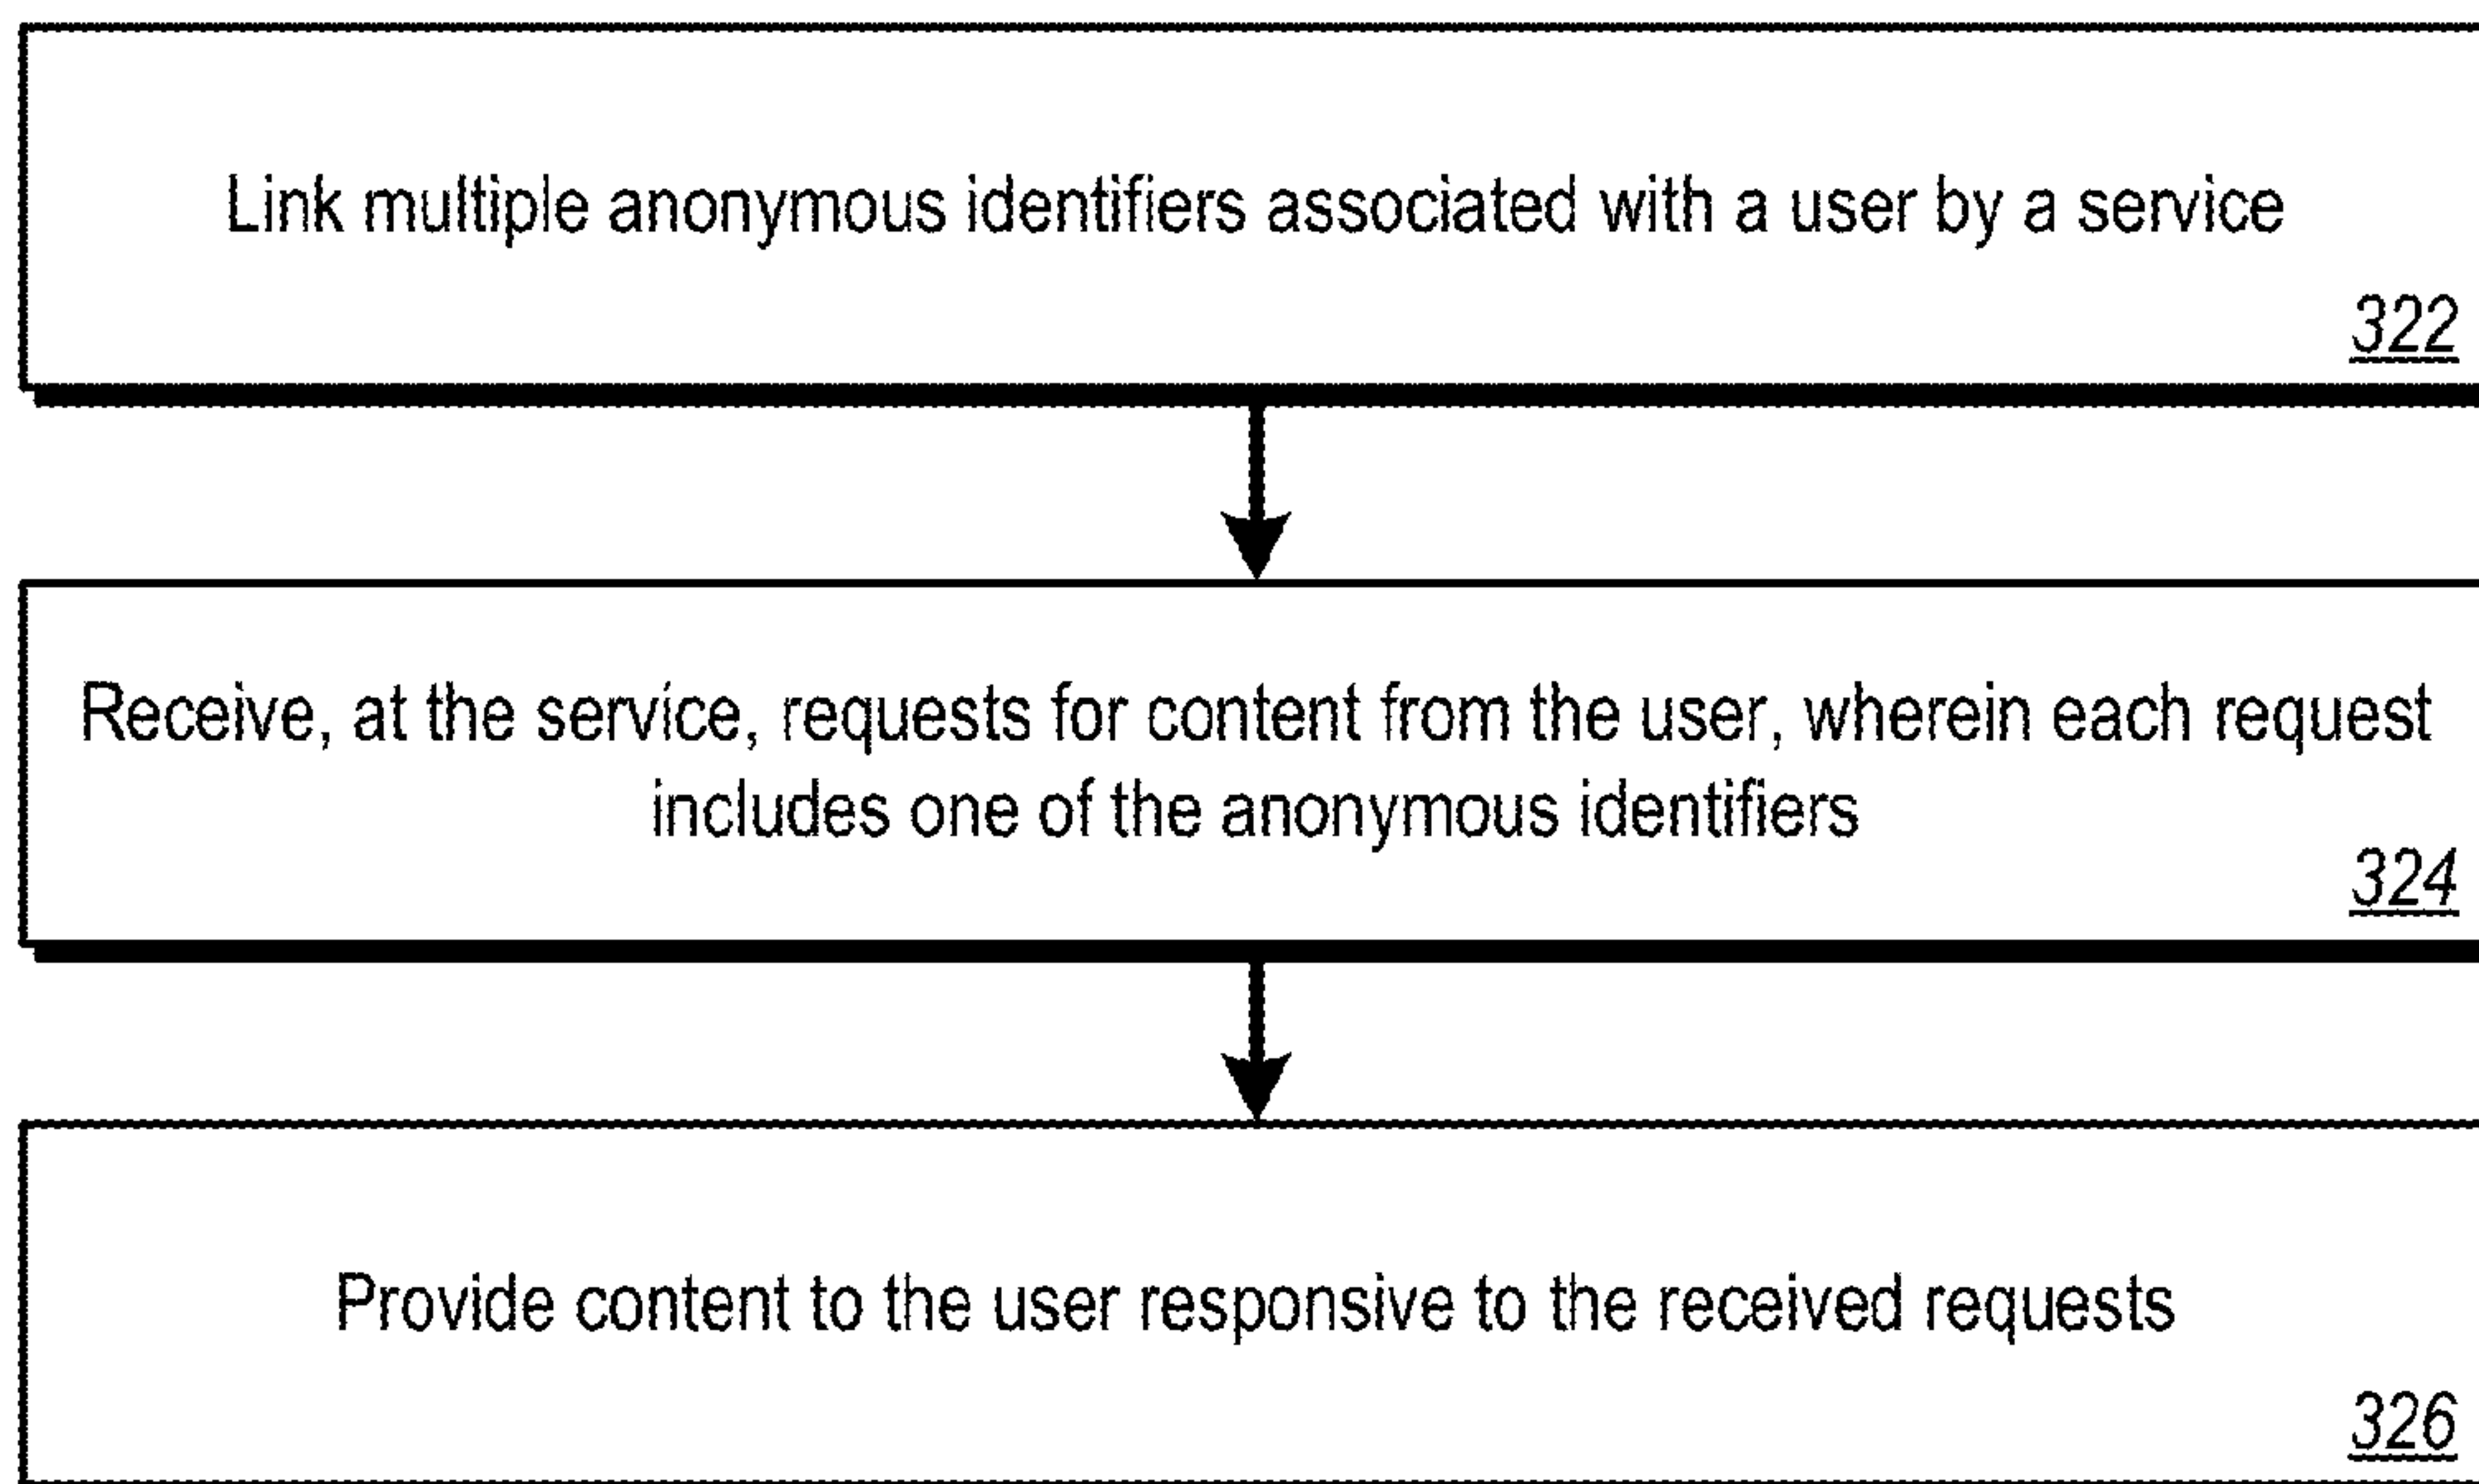 Link multiple anonymous identifiers associated with a user by a service
322
Receive, at the service, requests for content from the user, wherein each request
includes one of the anonymous identifiers
324
Provide content to the user responsive to the received requests
326